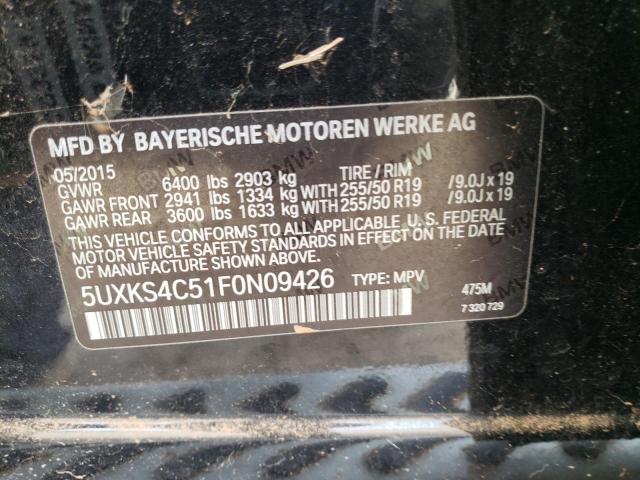 MFD BY BAYERISCHE MOTOREN WERKE AG
05/2015 TIRE / RIM
GVWR 6400 lbs 2903 kg
GAWR FRONT 2941 lbs 1334 kg WITH 255/50 R19 / 9.0J x 19
GAWR REAR 3600 lbs 1633 kg WITH 255/50 R19 / 9.0J x 19
THIS VEHICLE CONFORMS TO ALL APPLICABLE, U. S. FEDERAL
MOTOR VEHICLE SAFETY STANDARDS IN EFFECT ON THE
DATE OF MANUFACTURE SHOWN ABOVE.
5UXKS4C51F0N09426 TYPE: MPV 475M
7 320 729